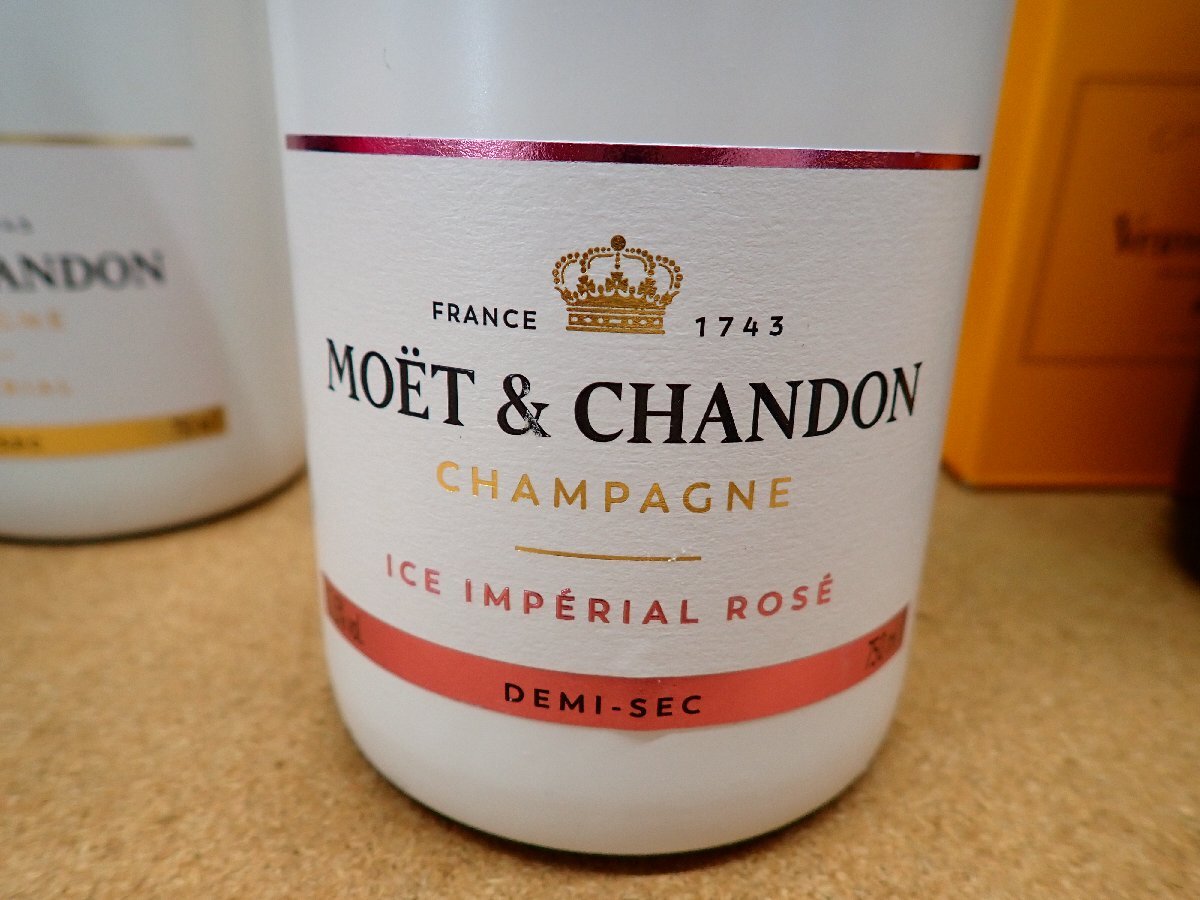 FRANCE 1743
MOËT & CHANDON
CHAMPAGNE
ICE IMPÉRIAL ROSÉ
DEMI-SEC
ANDON